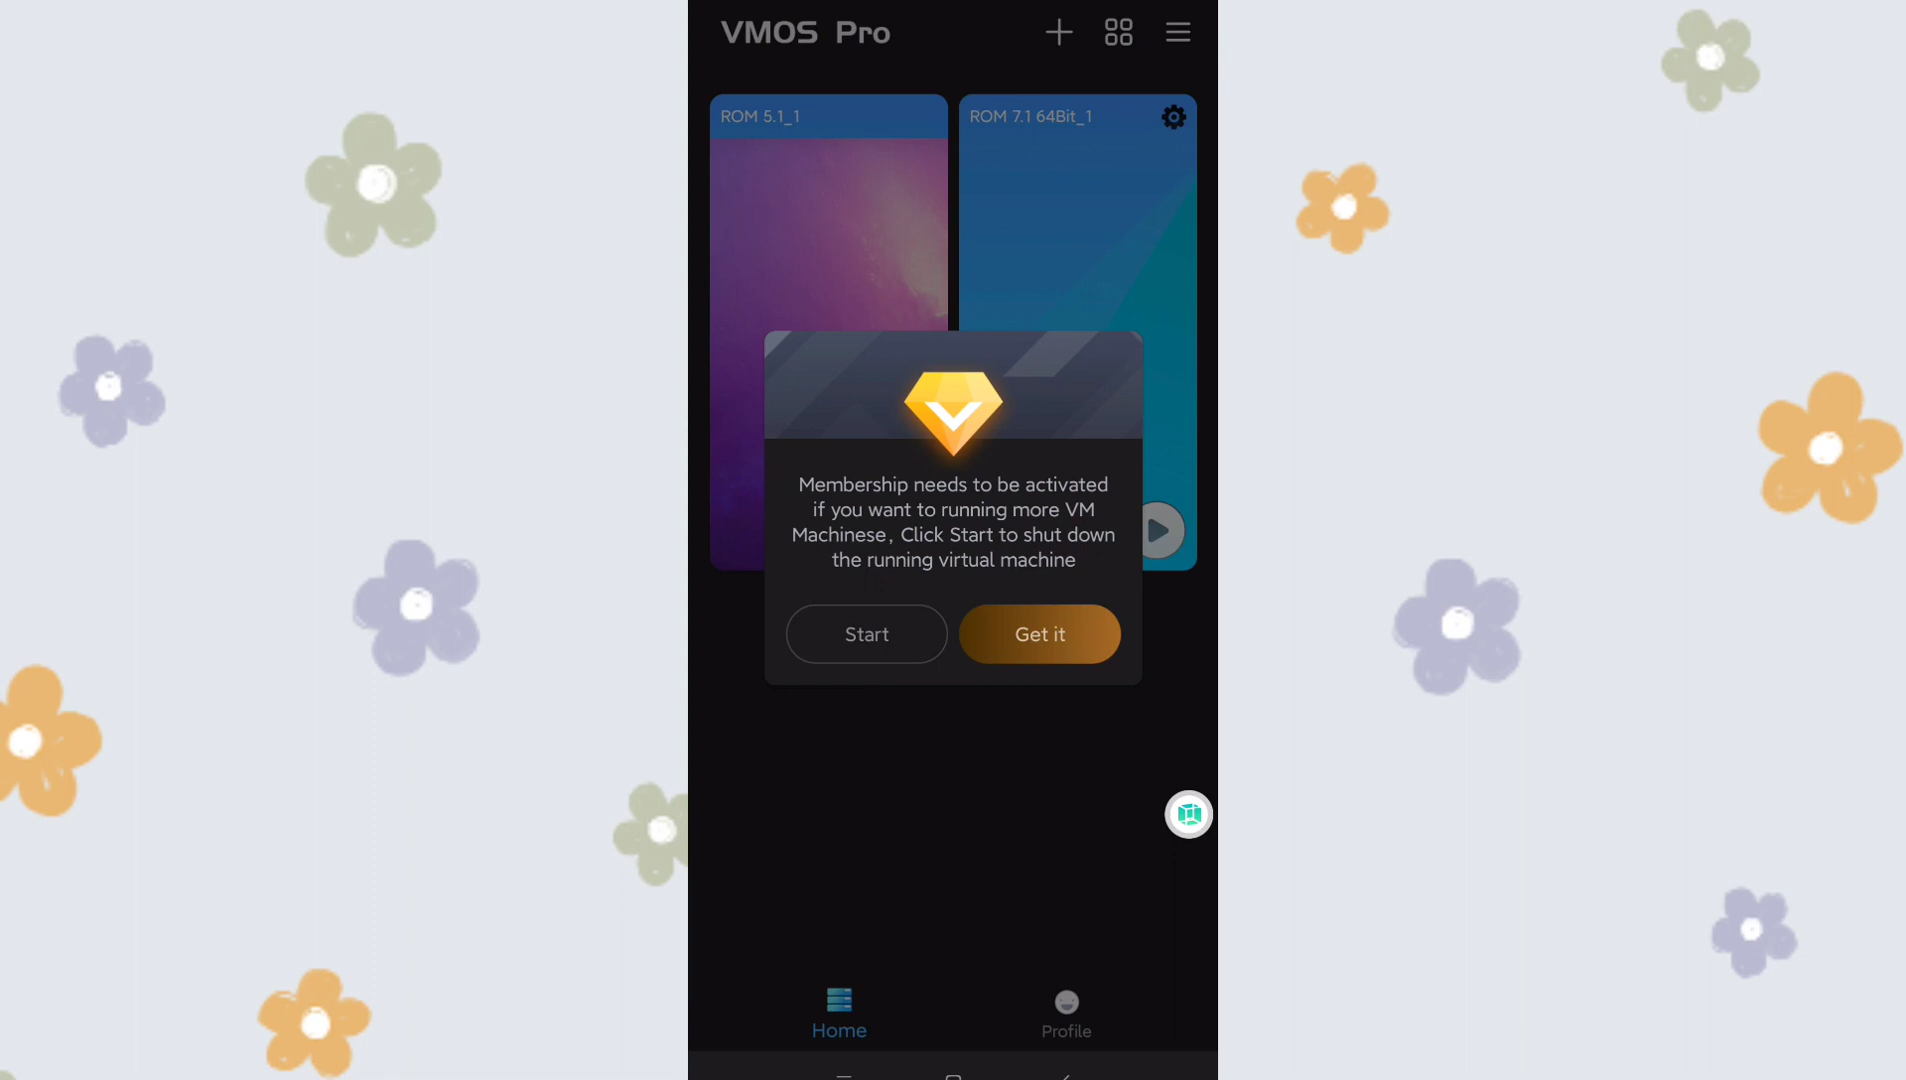 VMOS Pro
ROM 5.1_1
ROM 7.1 64Bit_1
Membership needs to be activated
if you want to running more VM
Machinese, Click Start to shut down
the running virtual machine
Start
Get it
Home
Profile